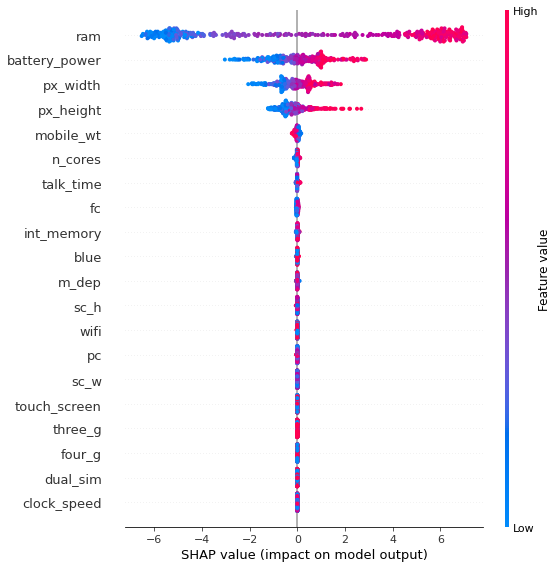 High
ram
battery_power
px_width
px_height
mobile_wt
n_cores
talk_time
fc
int_memory
blue
m_dep
sc_h
wifi
pc
sc_w
touch_screen
three_g
four_g
dual_sim
clock_speed
Feature value
Low
−6 −4 −2 0 2 4 6
SHAP value (impact on model output)